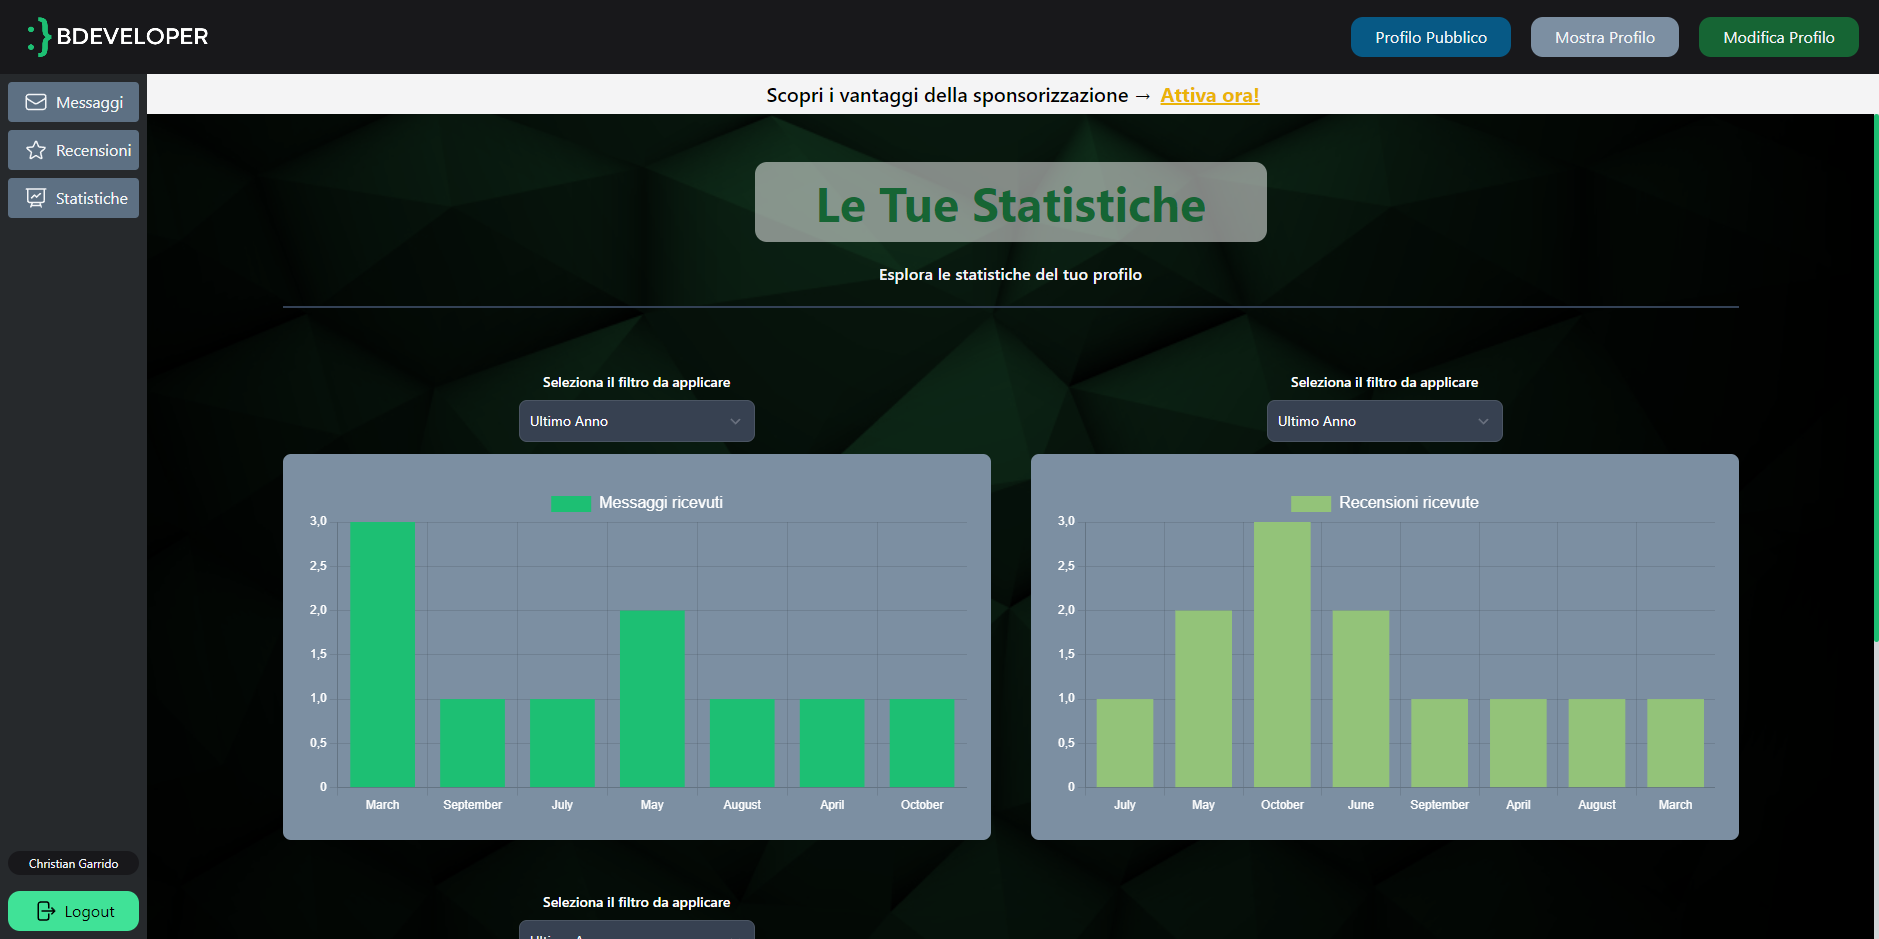 :} BDEVELOPER
Profilo Pubblico
Mostra Profilo
Modifica Profilo
Messaggi
Recensioni
Statistiche
Christian Garrido
Logout
Scopri i vantaggi della sponsorizzazione → Attiva ora!
Le Tue Statistiche
Esplora le statistiche del tuo profilo
Seleziona il filtro da applicare
Ultimo Anno
Messaggi ricevuti
3,0
2,5
2,0
1,5
1,0
0,5
0
March September July May August April October
Seleziona il filtro da applicare
Ultimo Anno
Recensioni ricevute
3,0
2,5
2,0
1,5
1,0
0,5
0
July May October June September April August March
Seleziona il filtro da applicare